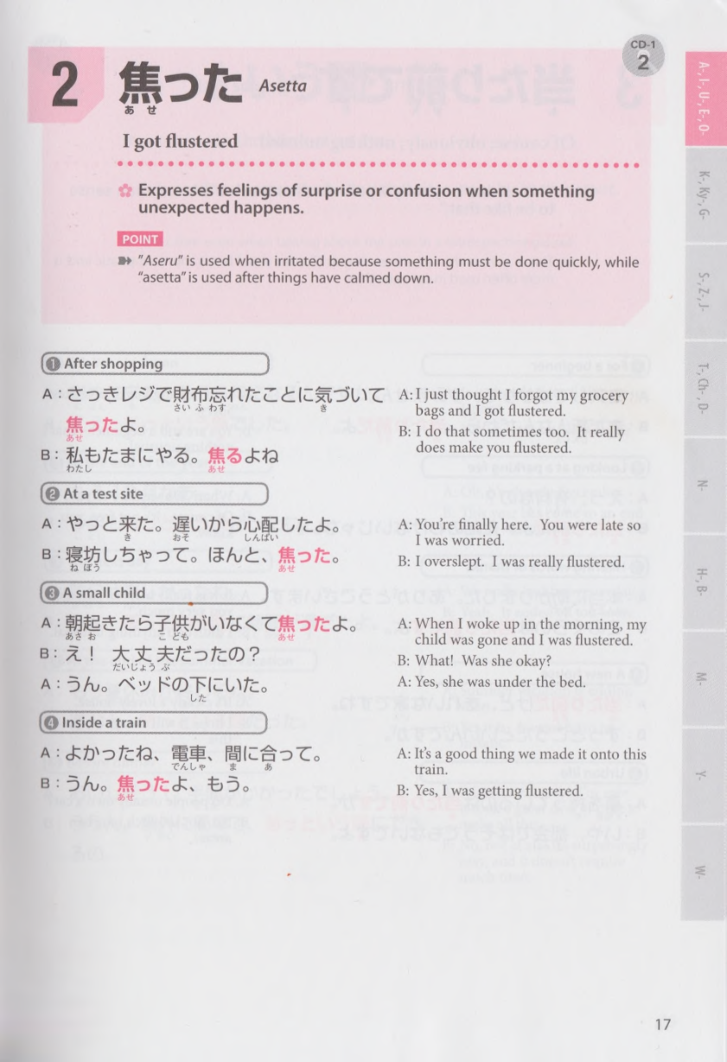 CD-1
2
2 焦った Asetta
あせ
I got flustered
Expresses feelings of surprise or confusion when something
unexpected happens.
POINT
"Aseru" is used when irritated because something must be done quickly, while
"asetta" is used after things have calmed down.
❶ After shopping
A：さっきレジで財布忘れたことに気づいて
さいふ わす き
焦ったよ。
あせ
B：私もたまにやる。焦るよね
わたし あせ
A: I just thought I forgot my grocery
bags and I got flustered.
B: I do that sometimes too. It really
does make you flustered.
❷ At a test site
A：やっと来た。遅いから心配したよ。
き おそ しんぱい
B：寝坊しちゃって。ほんと、焦った。
ねぼう あせ
A: You're finally here. You were late so
I was worried.
B: I overslept. I was really flustered.
❸ A small child
A：朝起きたら子供がいなくて焦ったよ。
あさ お こ ども あせ
B：え！ 大丈夫だったの？
だいじょうぶ
A：うん。ベッドの下にいた。
した
A: When I woke up in the morning, my
child was gone and I was flustered.
B: What! Was she okay?
A: Yes, she was under the bed.
❹ Inside a train
A：よかったね、電車、間に合って。
でんしゃ ま あ
B：うん。焦ったよ、もう。
あせ
A: It's a good thing we made it onto this
train.
B: Yes, I was getting flustered.
A-, I-, U-, E-, O-
K-, Ky-, G-
S-, Z-, J-
T-, Ch-, D-
N-
H-, B-
M-
Y-
W-
17